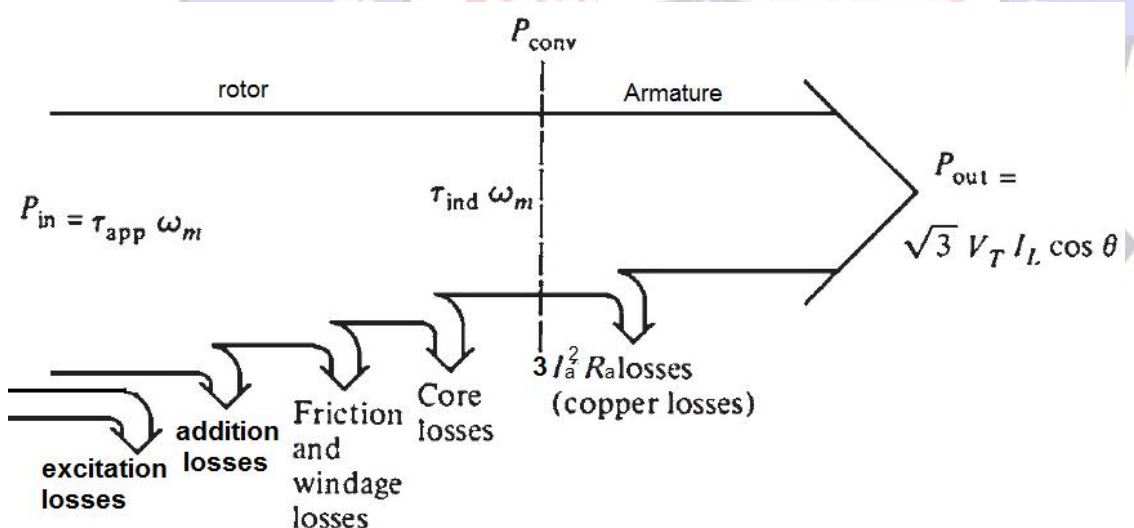 P_conv
rotor
Armature
P_in = τ_app ω_m
τ_ind ω_m
P_out =
√3 V_T I_L cos θ
excitation
losses
addition
losses
Friction
and
windage
losses
Core
losses
3 I_a^2 R_a losses
(copper losses)